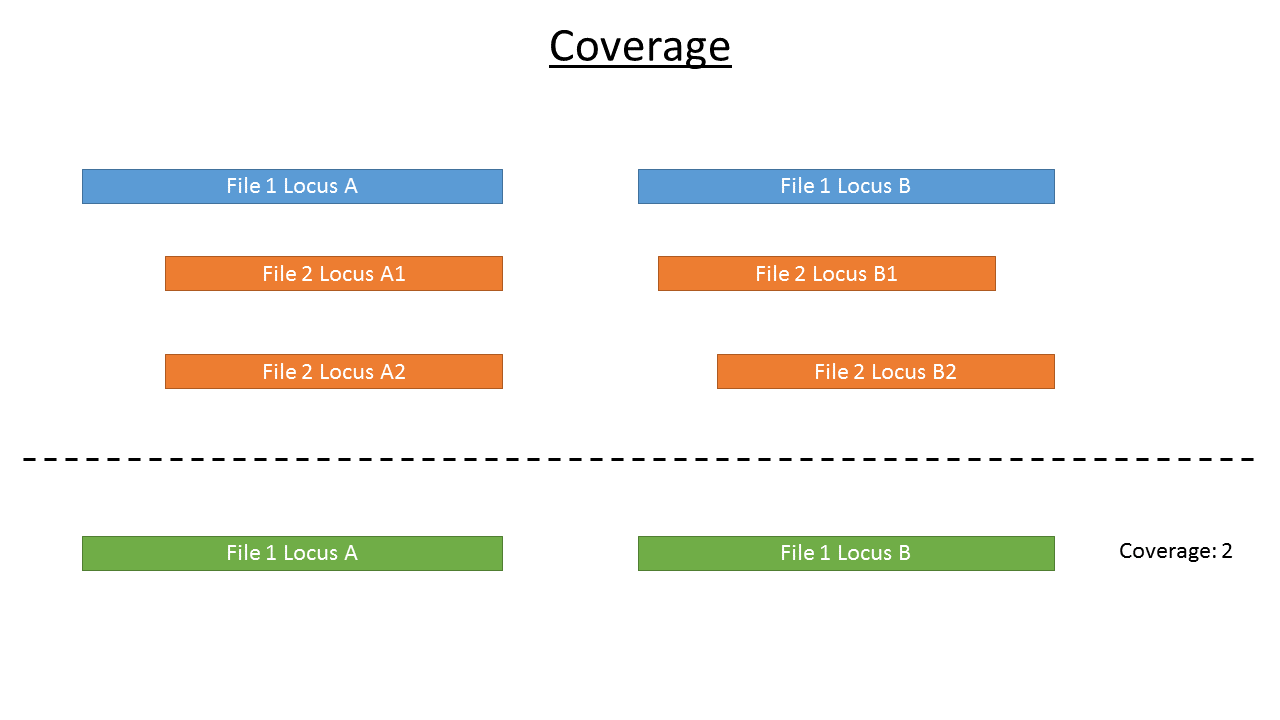 Coverage
File 1 Locus A
File 1 Locus B
File 2 Locus A1
File 2 Locus B1
File 2 Locus A2
File 2 Locus B2
File 1 Locus A
File 1 Locus B
Coverage: 2